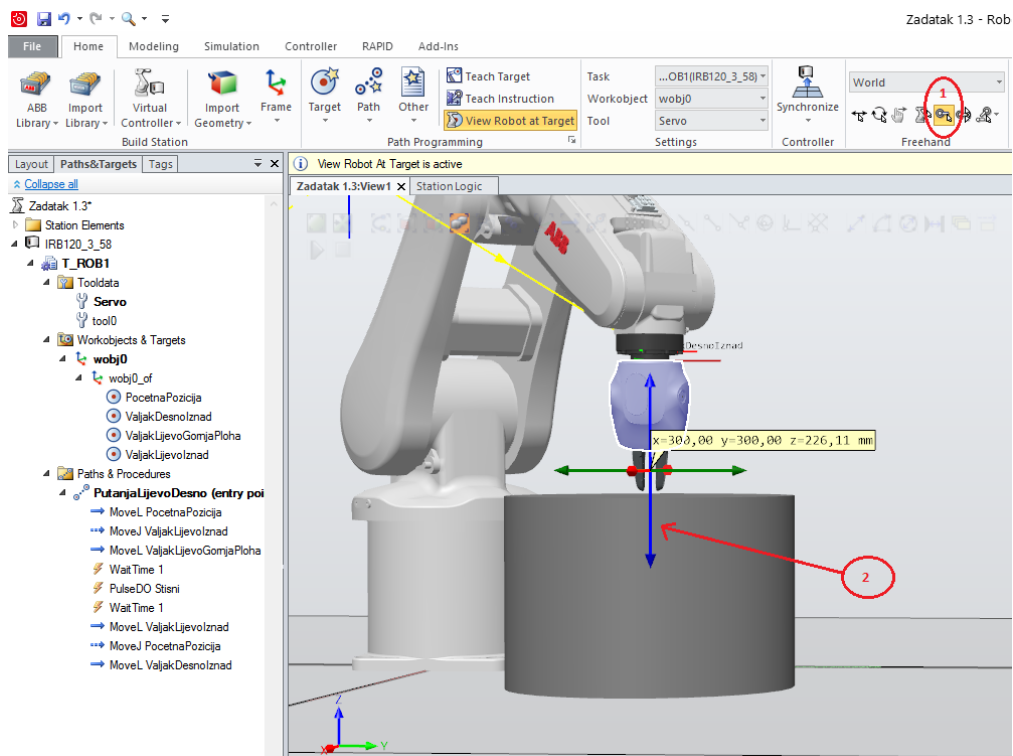 Zadatak 1.3 - Rob
File Home Modeling Simulation Controller RAPID Add-Ins
ABB Library
Import Library
Virtual Controller
Import Geometry
Frame
Build Station
Target
Path
Other
Teach Target
Teach Instruction
View Robot at Target
Path Programming
Task ...OB1(IRB120_3_58)
Workobject wobj0
Tool Servo
Settings
Synchronize
Controller
World
1
Freehand
Layout Paths&Targets Tags
Collapse all
Zadatak 1.3*
Station Elements
IRB120_3_58
T_ROB1
Tooldata
Servo
tool0
Workobjects & Targets
wobj0
wobj0_of
PocetnaPozicija
ValjakDesnoIznad
ValjakLijevoGornjaPloha
ValjakLijevoIznad
Paths & Procedures
PutanjaLijevoDesno (entry poi
MoveL PocetnaPozicija
MoveJ ValjakLijevoIznad
MoveL ValjakLijevoGornjaPloha
WaitTime 1
PulseDO Stisni
WaitTime 1
MoveL ValjakLijevoIznad
MoveJ PocetnaPozicija
MoveL ValjakDesnoIznad
View Robot At Target is active
Zadatak 1.3:View1 Station Logic
ABB
DesnoIznad
x=300,00 y=300,00 z=226,11 mm
2
Z
X
Y